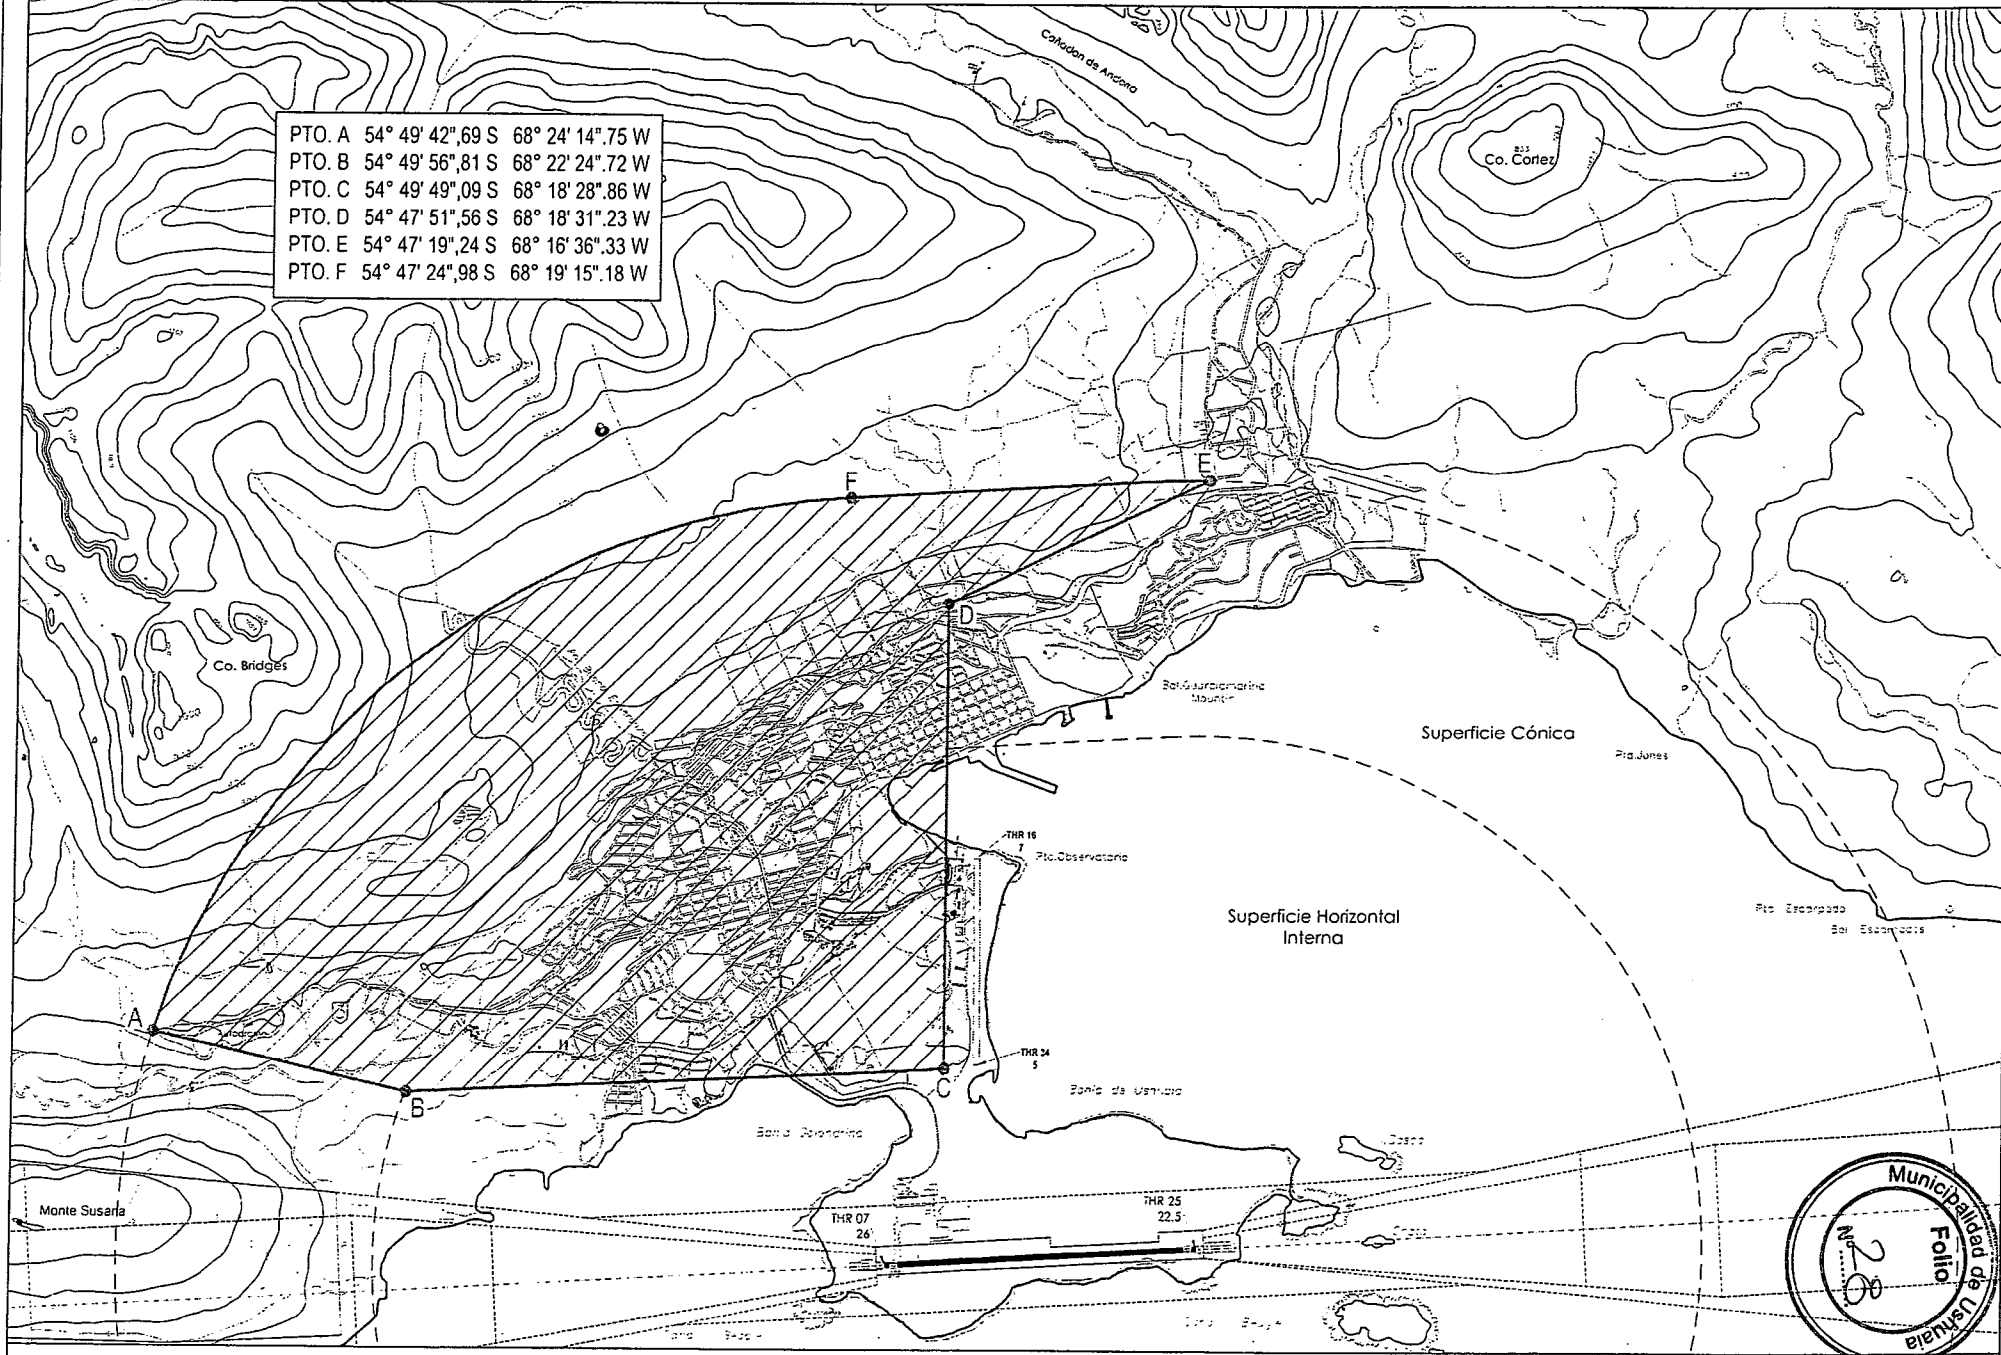 Cañadon de Andorra
PTO. A 54° 49' 42",69 S 68° 24' 14".75 W
PTO. B 54° 49' 56",81 S 68° 22' 24".72 W
PTO. C 54° 49' 49",09 S 68° 18' 28".86 W
PTO. D 54° 47' 51",56 S 68° 18' 31".23 W
PTO. E 54° 47' 19",24 S 68° 16' 36".33 W
PTO. F 54° 47' 24",98 S 68° 19' 15".18 W
Co. Cortez
E
F
D
Co. Bridges
Superficie Cónica
Pta.Jones
THR 16
7
Pta.Observatorio
Superficie Horizontal
Interna
Pta Escarpado
A
THR 34
5
C
B
Bahia de Ushuaia
Monte Susana
THR 07
26
THR 25
22.5
Municipalidad de Ushuaia
Folio
Nº 28